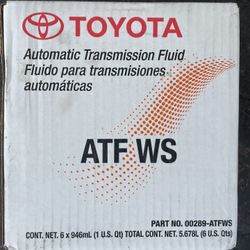 TOYOTA
Automatic Transmission Fluid
Fluido para transmisiones
automáticas
ATF WS
PART NO. 00289-ATFWS
CONT. NET. 6 x 946mL (1 U.S. Qt) TOTAL CONT. NET. 5.678L (6 U.S. Qts)